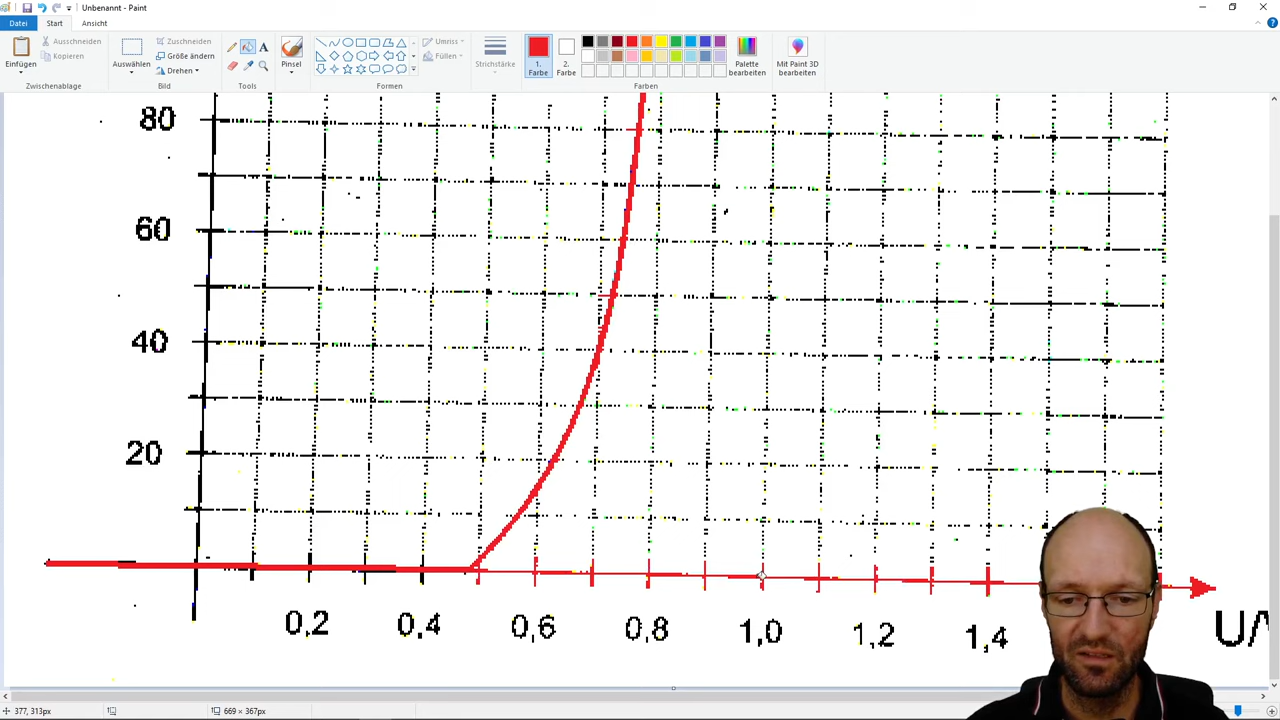 Unbenannt - Paint
Datei Start Ansicht
Einfügen
Ausschneiden
Kopieren
Zwischenablage
Auswählen
Zuschneiden
Größe ändern
Drehen
Bild
A
Tools
Pinsel
Umriss
Füllen
Formen
Strichstärke
1.
Farbe
2.
Farbe
Palette
bearbeiten
Farben
Mit Paint 3D
bearbeiten
80
60
40
20
0,2 0,4 0,6 0,8 1,0 1,2 1,4
377, 313px
669 × 367px